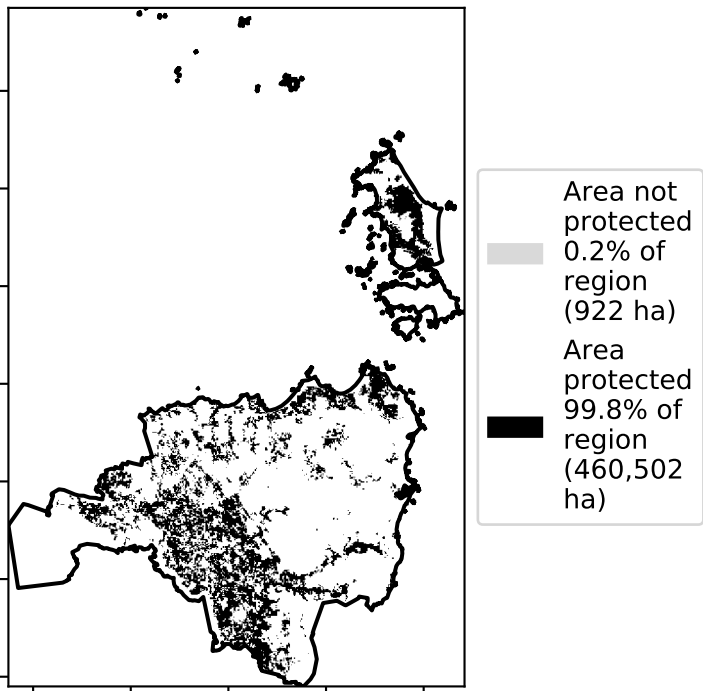 Area not
protected
0.2% of
region
(922 ha)
Area
protected
99.8% of
region
(460,502
ha)